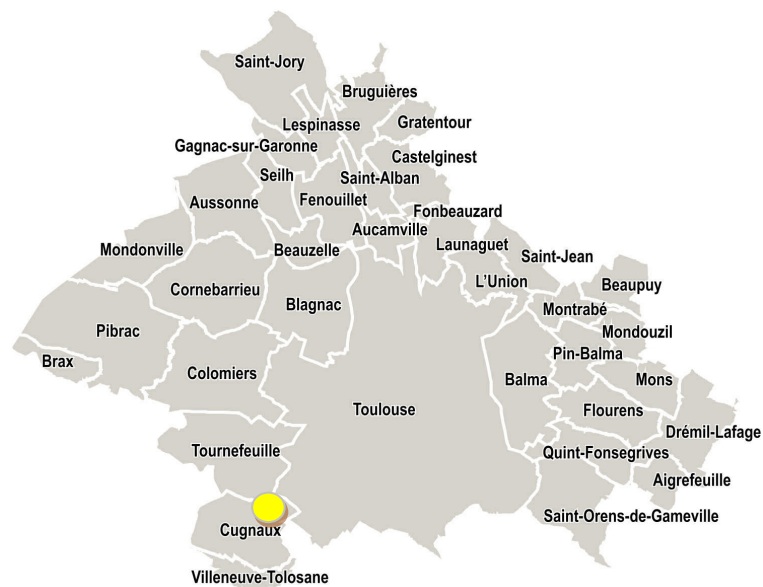 Saint-Jory
Bruguières
Lespinasse
Gratentour
Gagnac-sur-Garonne
Castelginest
Seilh
Saint-Alban
Aussonne
Fenouillet
Fonbeauzard
Aucamville
Launaguet
Mondonville
Beauzelle
Saint-Jean
L'Union
Beaupuy
Cornebarrieu
Blagnac
Montrabé
Pibrac
Mondouzil
Pin-Balma
Brax
Colomiers
Balma
Mons
Toulouse
Flourens
Drémil-Lafage
Tournefeuille
Quint-Fonsegrives
Aigrefeuille
Saint-Orens-de-Gameville
Cugnaux
Villeneuve-Tolosane